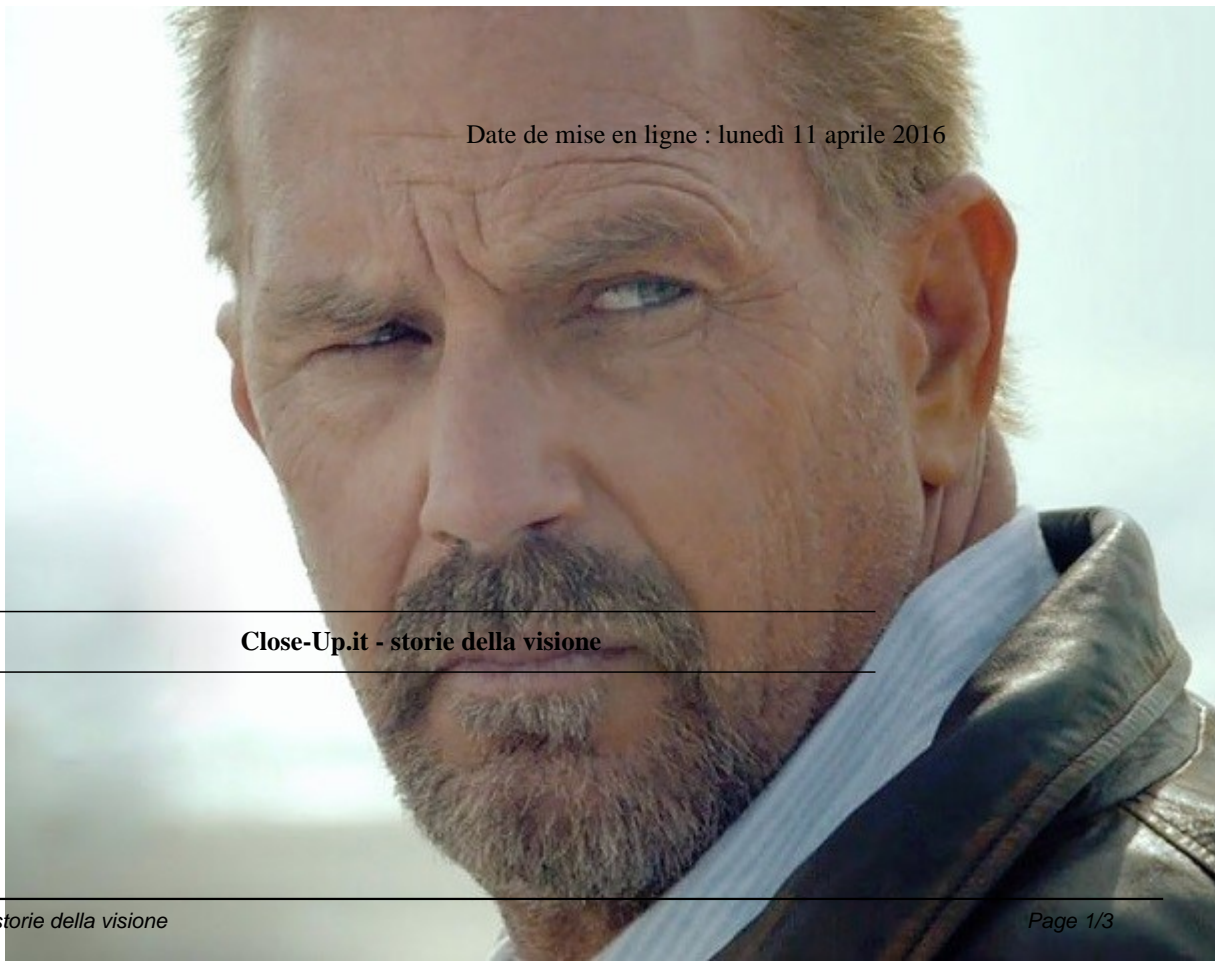 Date de mise en ligne : lunedì 11 aprile 2016
Close-Up.it - storie della visione
storie della visione
Page 1/3